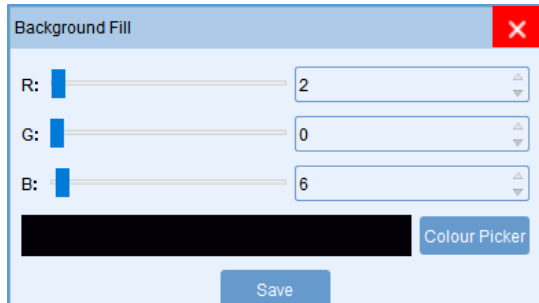 Background Fill
R: 2
G: 0
B: 6
Colour Picker
Save